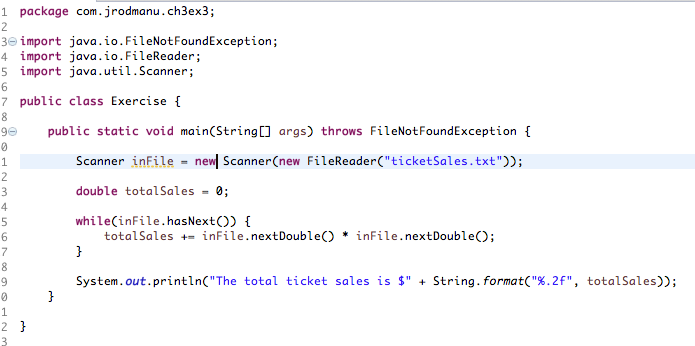 1 package com.jrodmanu.ch3ex3;
2
3 import java.io.FileNotFoundException;
4 import java.io.FileReader;
5 import java.util.Scanner;
6
7 public class Exercise {
8
9 public static void main(String[] args) throws FileNotFoundException {
0
1 Scanner inFile = new Scanner(new FileReader("ticketSales.txt"));
2
3 double totalSales = 0;
4
5 while(inFile.hasNext()) {
6 totalSales += inFile.nextDouble() * inFile.nextDouble();
7 }
8
9 System.out.println("The total ticket sales is $" + String.format("%.2f", totalSales));
0 }
1
2 }
3